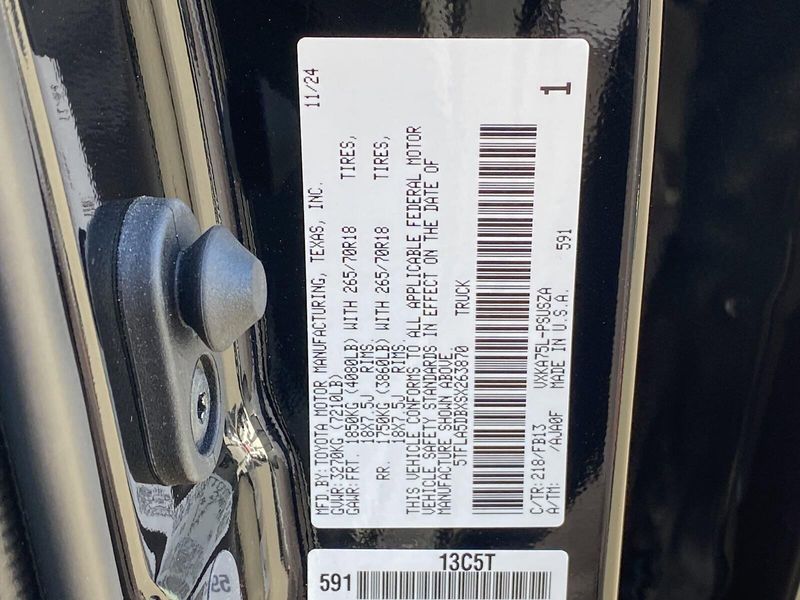 MFD BY:TOYOTA MOTOR MANUFACTURING, TEXAS, INC. 11/24
GVWR:3270KG (7210LB)
GAWR:FRT. 1850KG (4080LB) WITH 265/70R18 TIRES,
18X7.5J RIMS.
RR. 1750KG (3860LB) WITH 265/70R18 TIRES,
18X7.5J RIMS.
THIS VEHICLE CONFORMS TO ALL APPLICABLE FEDERAL MOTOR
VEHICLE SAFETY STANDARDS IN EFFECT ON THE DATE OF
MANUFACTURE SHOWN ABOVE.
5TFLA5DBXSX263870 TRUCK
C/TR:218/FB13 VXKA75L-PSUSZA 591
A/TM: /AJA0F MADE IN U.S.A.
1
13C5T
591